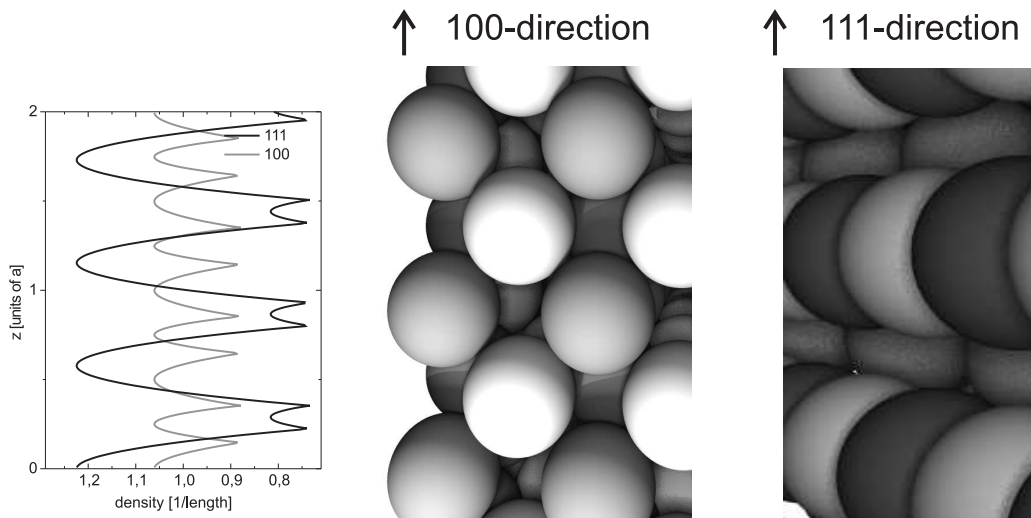 100-direction
111-direction
2
1
0
z [units of a]
111
100
1,2
1,1
1,0
0,9
0,8
density [1/length]